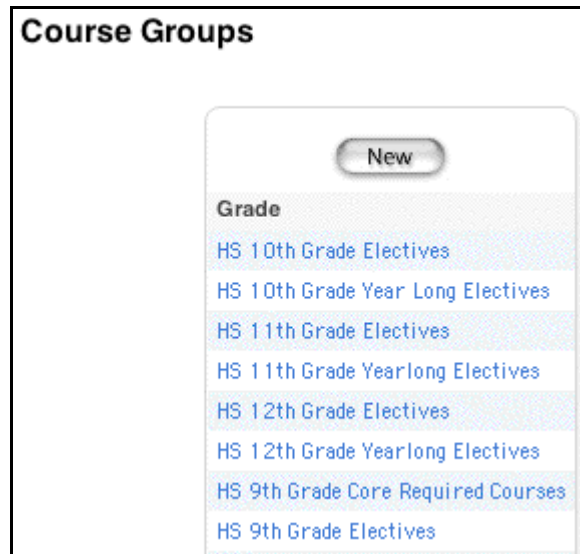 Course Groups
New
Grade
HS 10th Grade Electives
HS 10th Grade Year Long Electives
HS 11th Grade Electives
HS 11th Grade Yearlong Electives
HS 12th Grade Electives
HS 12th Grade Yearlong Electives
HS 9th Grade Core Required Courses
HS 9th Grade Electives